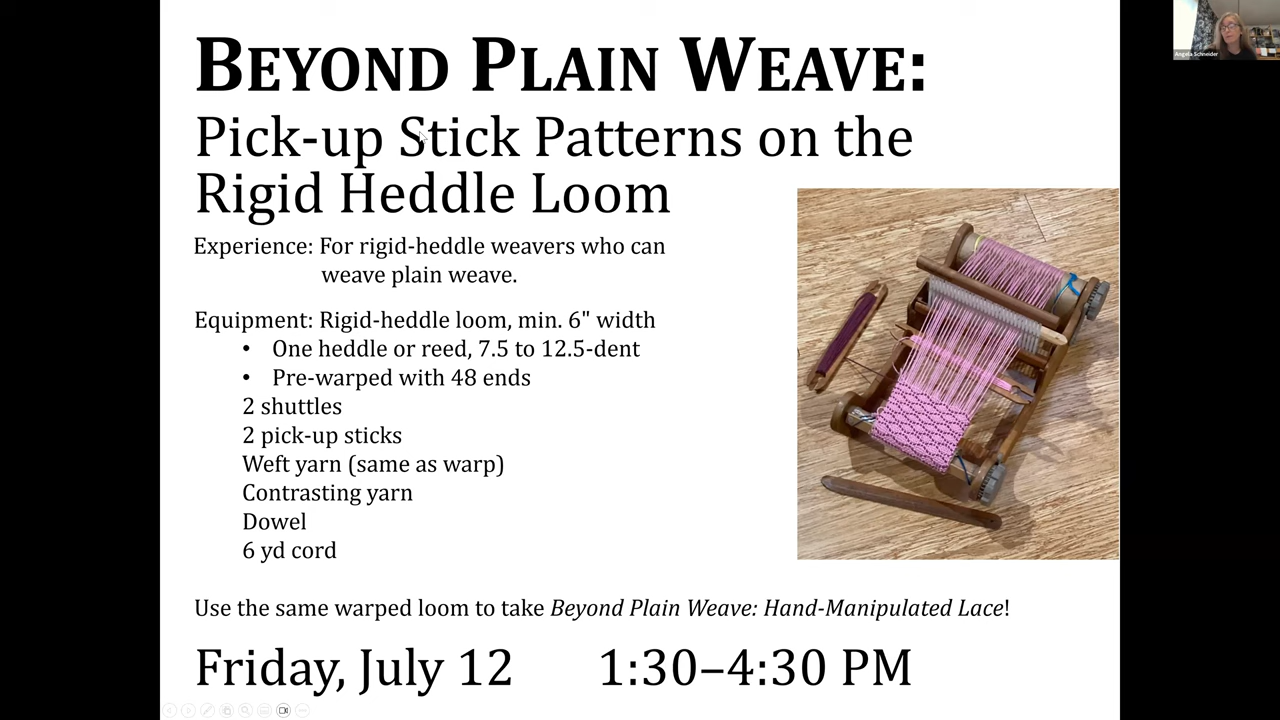 Beyond Plain Weave:
Pick-up Stick Patterns on the
Rigid Heddle Loom
Experience: For rigid-heddle weavers who can
weave plain weave.
Equipment: Rigid-heddle loom, min. 6" width
• One heddle or reed, 7.5 to 12.5-dent
• Pre-warped with 48 ends
2 shuttles
2 pick-up sticks
Weft yarn (same as warp)
Contrasting yarn
Dowel
6 yd cord
Use the same warped loom to take Beyond Plain Weave: Hand-Manipulated Lace!
Friday, July 12 1:30–4:30 PM
Angela Schneider